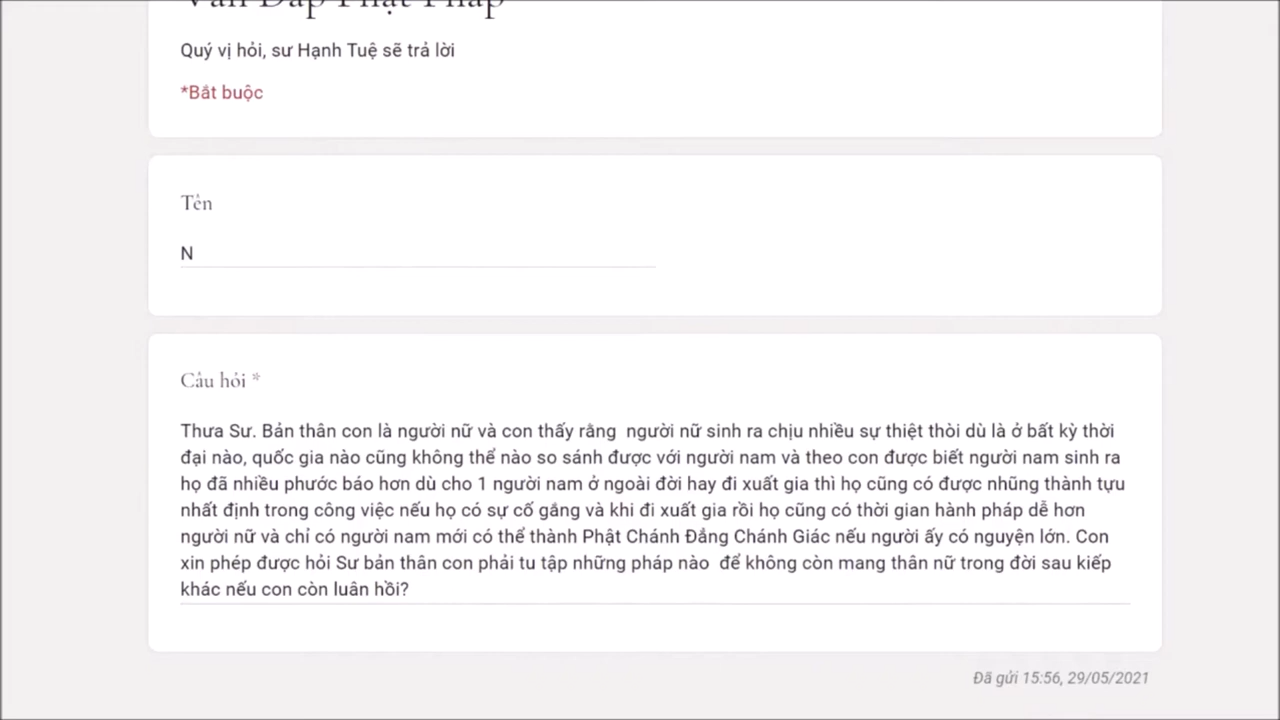 Vấn Đáp Phật Pháp
Quý vị hỏi, sư Hạnh Tuệ sẽ trả lời
*Bắt buộc
Tên
N
Câu hỏi *
Thưa Sư. Bản thân con là người nữ và con thấy rằng người nữ sinh ra chịu nhiều sự thiệt thòi dù là ở bất kỳ thời
đại nào, quốc gia nào cũng không thể nào so sánh được với người nam và theo con được biết người nam sinh ra
họ đã nhiều phước báo hơn dù cho 1 người nam ở ngoài đời hay đi xuất gia thì họ cũng có được những thành tựu
nhất định trong công việc nếu họ có sự cố gắng và khi đi xuất gia rồi họ cũng có thời gian hành pháp dễ hơn
người nữ và chỉ có người nam mới có thể thành Phật Chánh Đẳng Chánh Giác nếu người ấy có nguyện lớn. Con
xin phép được hỏi Sư bản thân con phải tu tập những pháp nào để không còn mang thân nữ trong đời sau kiếp
khác nếu con còn luân hồi?
Đã gửi 15:56, 29/05/2021